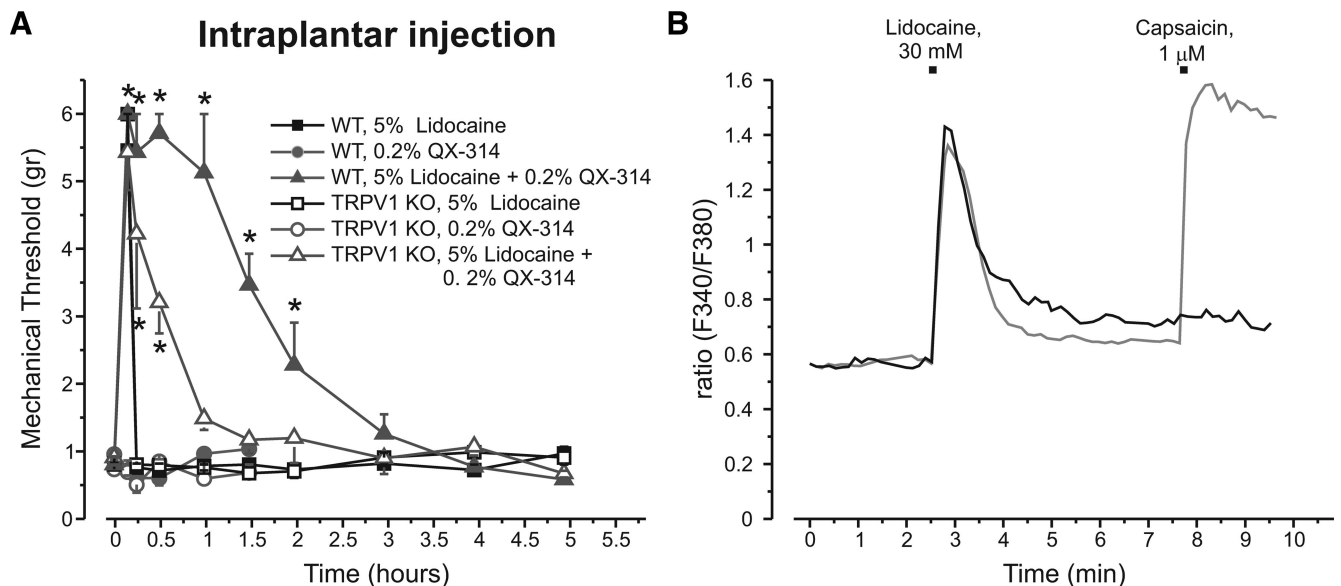 A
Intraplantar injection
Mechanical Threshold (gr)
6
5
4
3
2
1
0
* * * *
*
*
*
*
WT, 5% Lidocaine
WT, 0.2% QX-314
WT, 5% Lidocaine + 0.2% QX-314
TRPV1 KO, 5% Lidocaine
TRPV1 KO, 0.2% QX-314
TRPV1 KO, 5% Lidocaine +
0. 2% QX-314
0 0.5 1 1.5 2 2.5 3 3.5 4 4.5 5 5.5
Time (hours)
B
Lidocaine,
30 mM
Capsaicin,
1 μM
ratio (F340/F380)
1.6
1.4
1.2
1
0.8
0.6
0.4
0.2
0
0 1 2 3 4 5 6 7 8 9 10
Time (min)